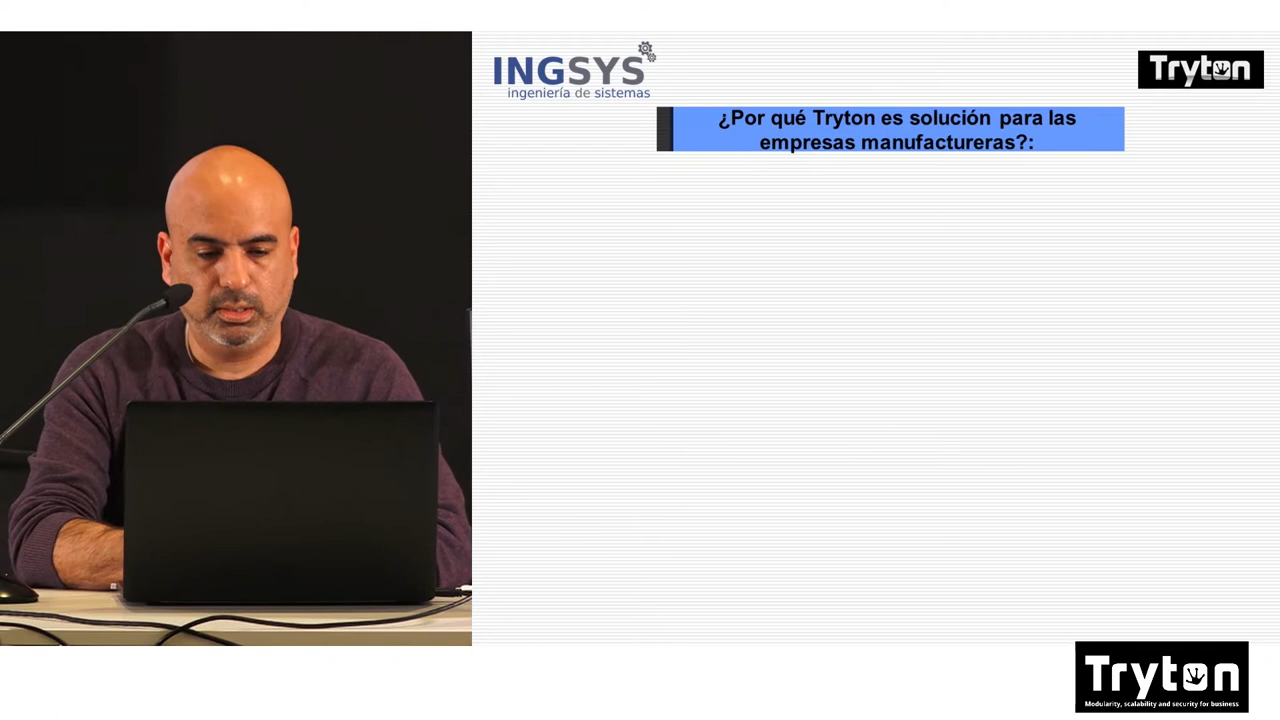 INGSYS
ingeniería de sistemas
Tryton
¿Por qué Tryton es solución para las
empresas manufactureras?:
Tryton
Modularity, scalability and security for business